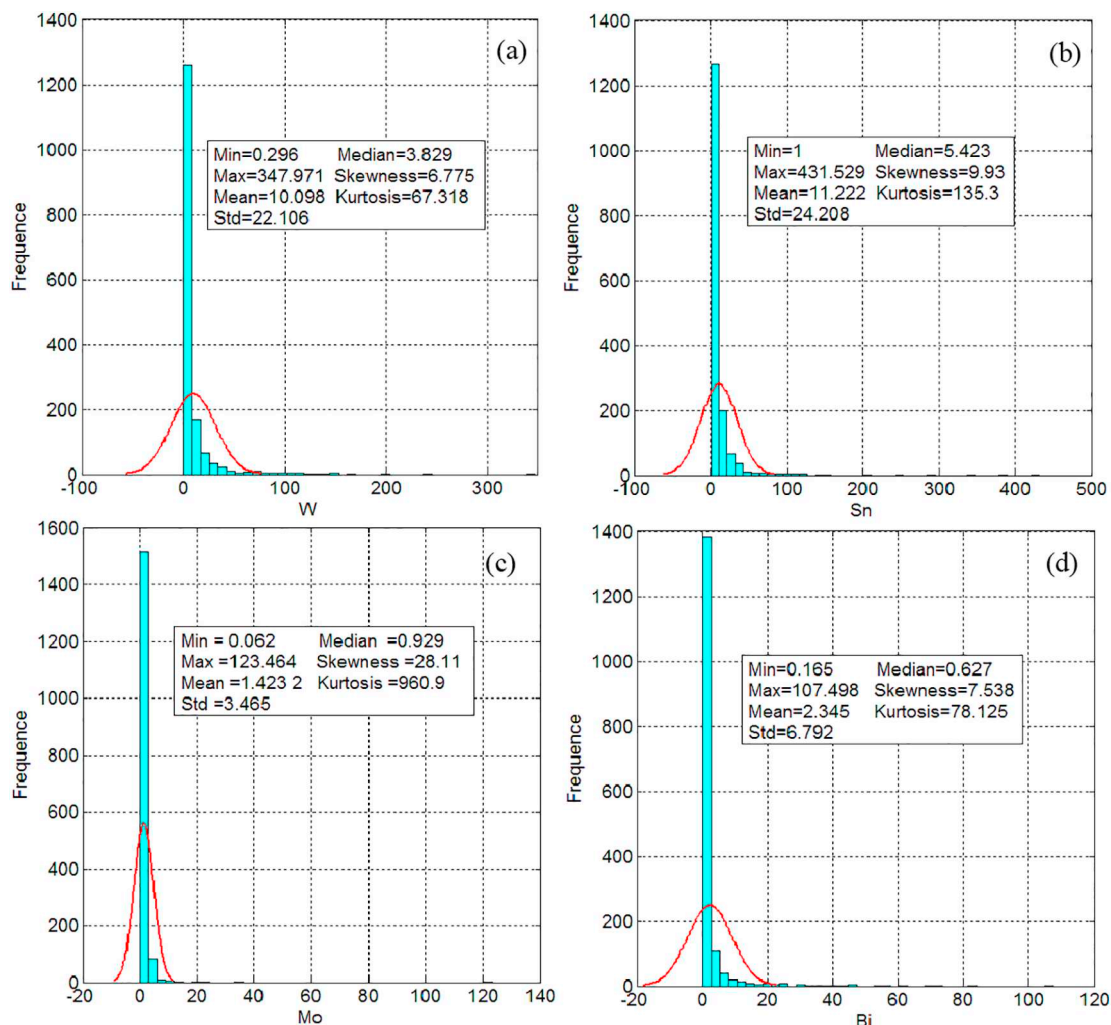 1400
1200
1000
800
600
400
200
0
Frequence
(a)
Min=0.296 Median=3.829
Max=347.971 Skewness=6.775
Mean=10.098 Kurtosis=67.318
Std=22.106
-100 0 100 200 300
W
1400
1200
1000
800
600
400
200
0
Frequence
(b)
Min=1 Median=5.423
Max=431.529 Skewness=9.93
Mean=11.222 Kurtosis=135.3
Std=24.208
-100 0 100 200 300 400 500
Sn
1600
1400
1200
1000
800
600
400
200
0
Frequence
(c)
Min = 0.062 Median =0.929
Max =123.464 Skewness =28.11
Mean =1.423 2 Kurtosis =960.9
Std =3.465
-20 0 20 40 60 80 100 120 140
Mo
1400
1200
1000
800
600
400
200
0
Frequence
(d)
Min=0.165 Median=0.627
Max=107.498 Skewness=7.538
Mean=2.345 Kurtosis=78.125
Std=6.792
-20 0 20 40 60 80 100 120
Bi